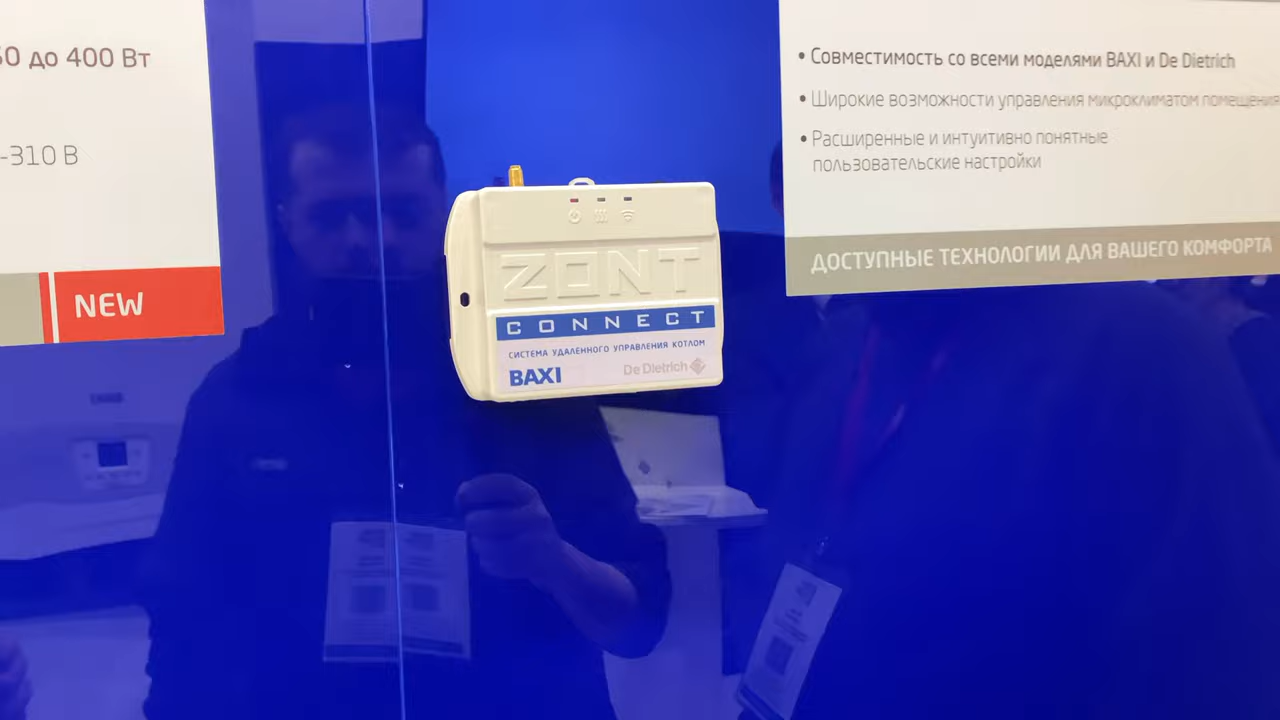 до 400 Вт
-310 В
NEW
ZONT
CONNECT
СИСТЕМА УДАЛЕННОГО УПРАВЛЕНИЯ КОТЛОМ
BAXI De Dietrich
• Совместимость со всеми моделями BAXI и De Dietrich
• Широкие возможности управления микроклиматом помещения
• Расширенные и интуитивно понятные
пользовательские настройки
ДОСТУПНЫЕ ТЕХНОЛОГИИ ДЛЯ ВАШЕГО КОМФОРТА